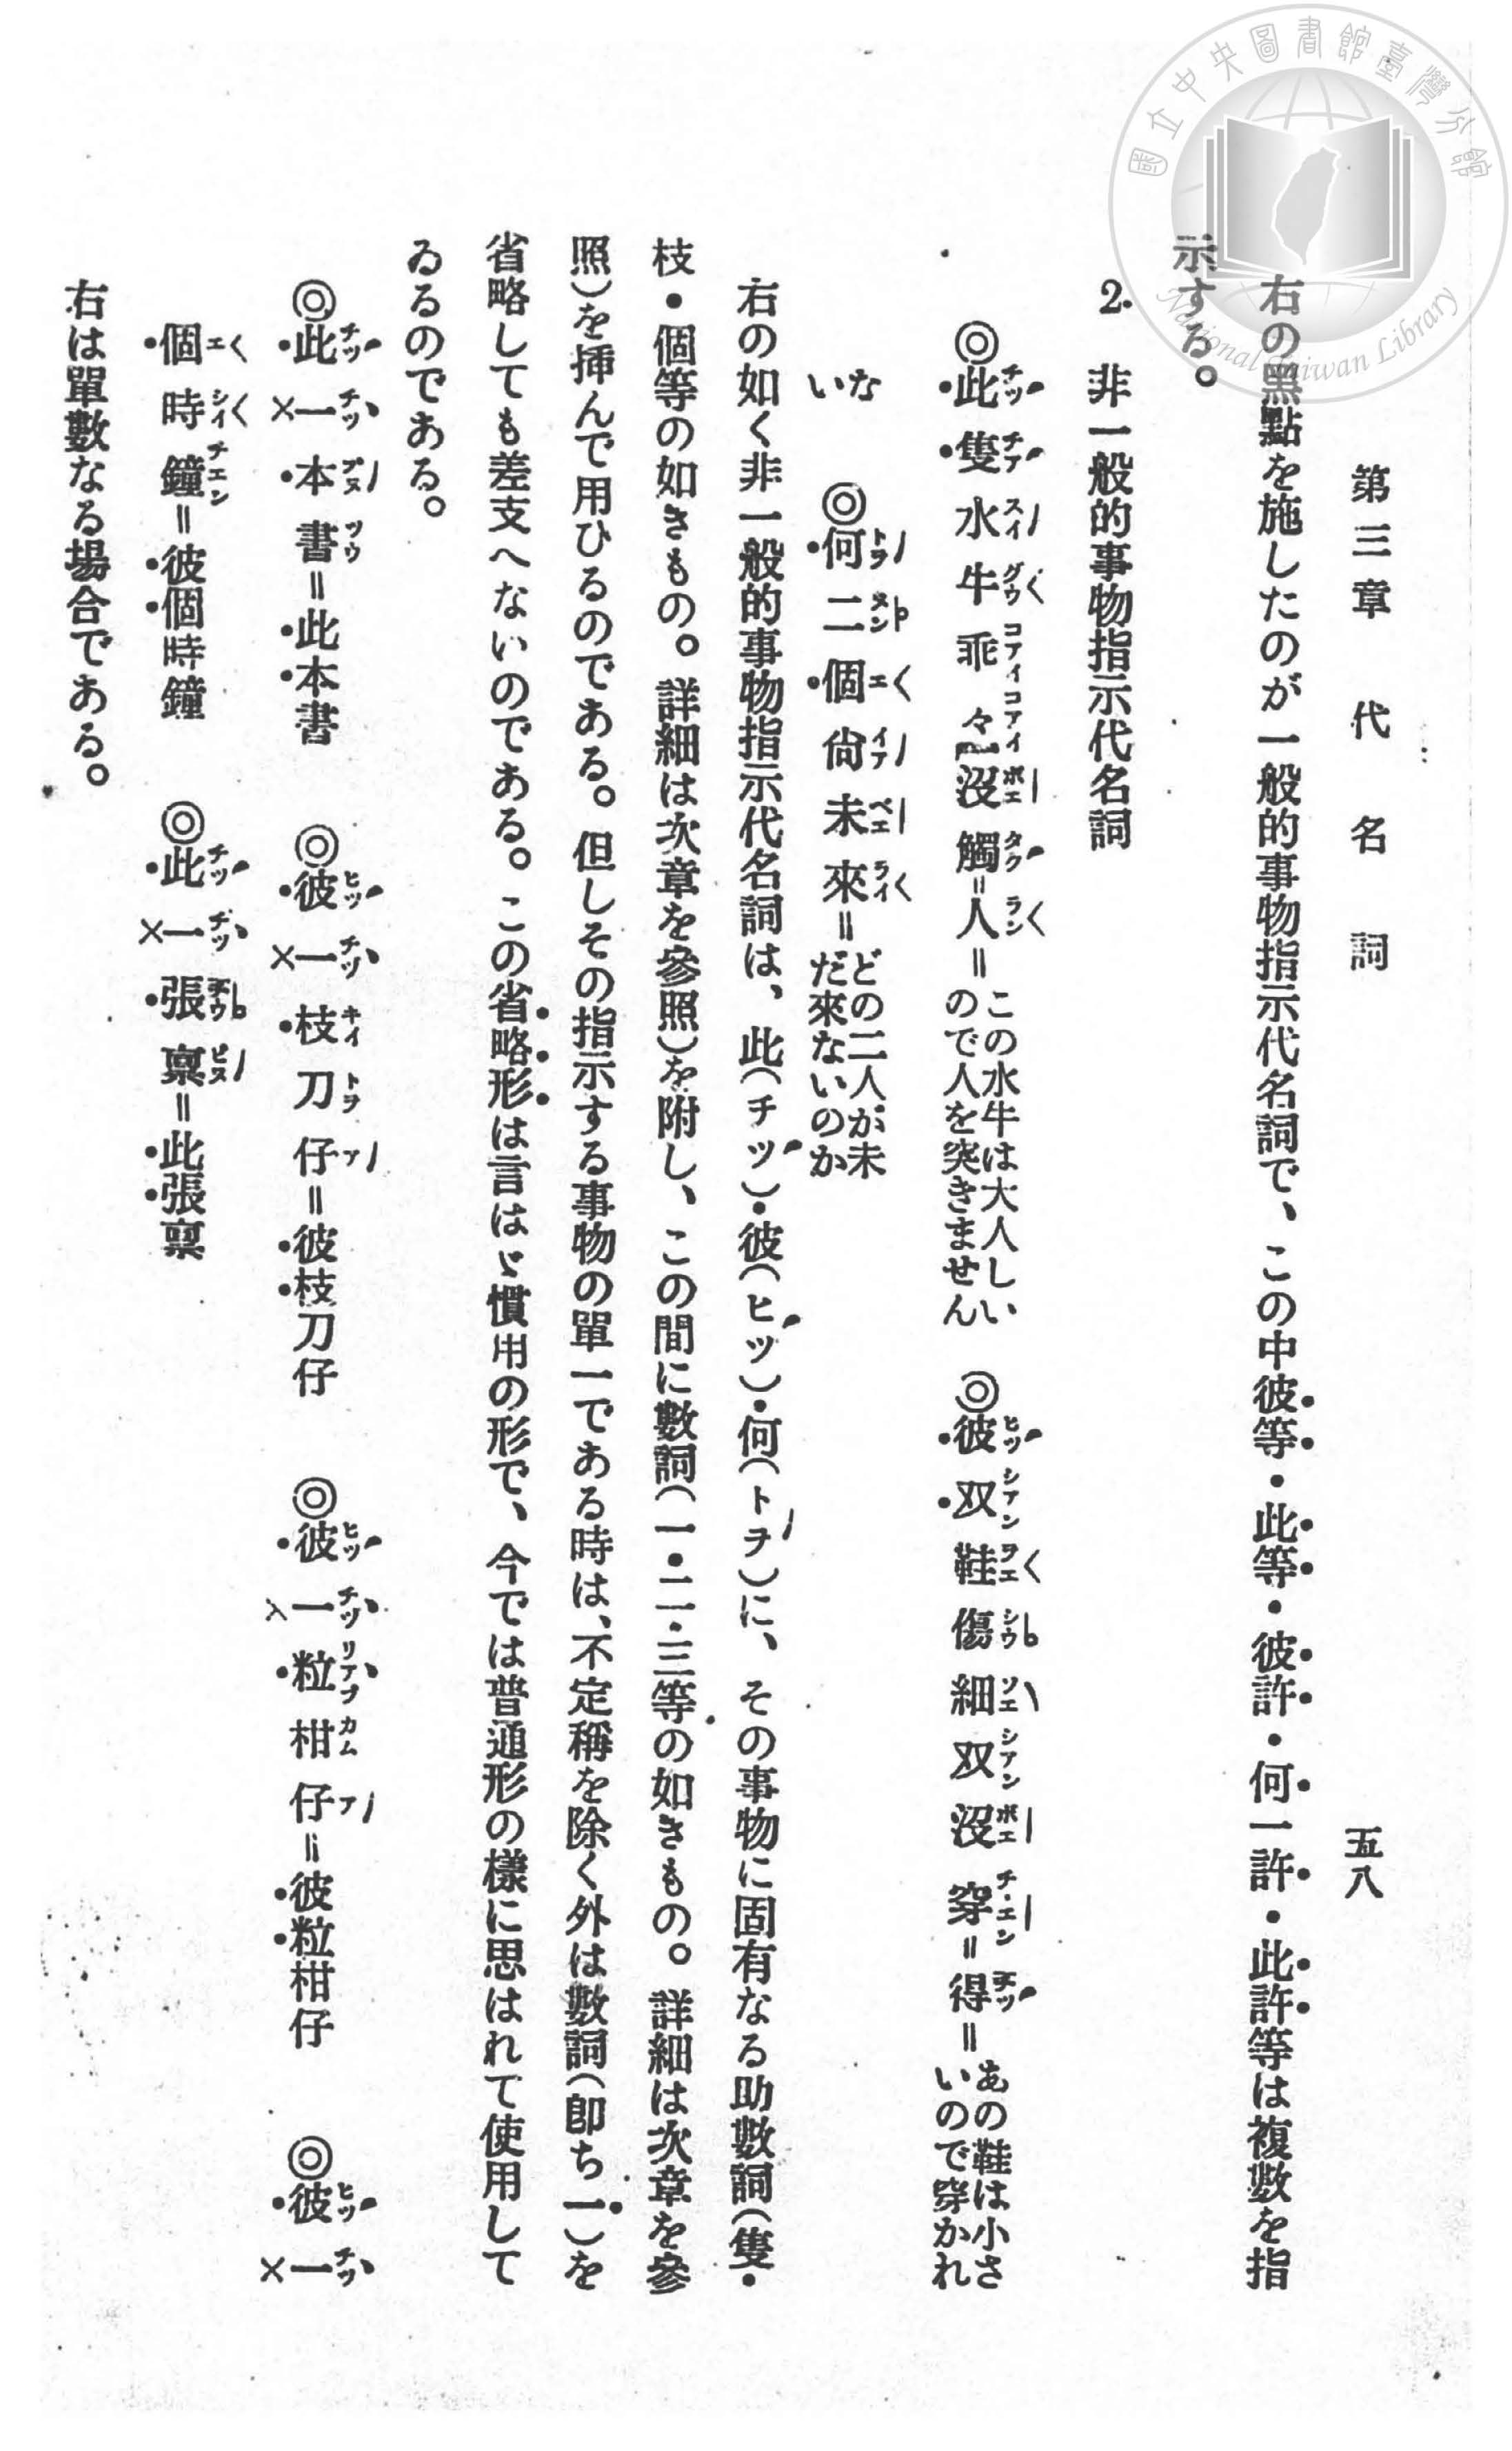 國立中央圖書館臺灣分館
National Taiwan Library
第三章 代名詞 五八
右の黑點を施したのが一般的事物指示代名詞で、この中彼等・此等・彼許・何一許・此許等は複數を指
示する。
2. 非一般的事物指示代名詞
◎此隻水牛乖々沒觸=人=この水牛は大人しいので人を突きません ◎彼双鞋傷細双沒穿=得=あの鞋は小さいので穿かれ
ない ◎何二個尙未來=どの二人が未だ來ないのか
右の如く非一般的事物指示代名詞は、此(チッ)・彼(ヒッ)・何(トヲ)に、その事物に固有なる助數詞(隻・
枝・個等の如きもの。詳細は次章を參照)を附し、この間に數詞(一・二・三等の如きもの。詳細は次章を參
照)を挿んで用ひるのである。但しその指示する事物の單一である時は、不定稱を除く外は數詞(卽ち一)を
省略しても差支へないのである。この省略形は言はゞ慣用の形で、今では普通形の樣に思はれて使用して
ゐるのである。
◎此×一本書=此本書 ◎彼×一枝刀仔=彼枝刀仔 ◎彼×一粒柑仔=彼粒柑仔 ◎彼×一
個時鐘=彼個時鐘 ◎此×一張稟=此張稟
右は單數なる場合である。